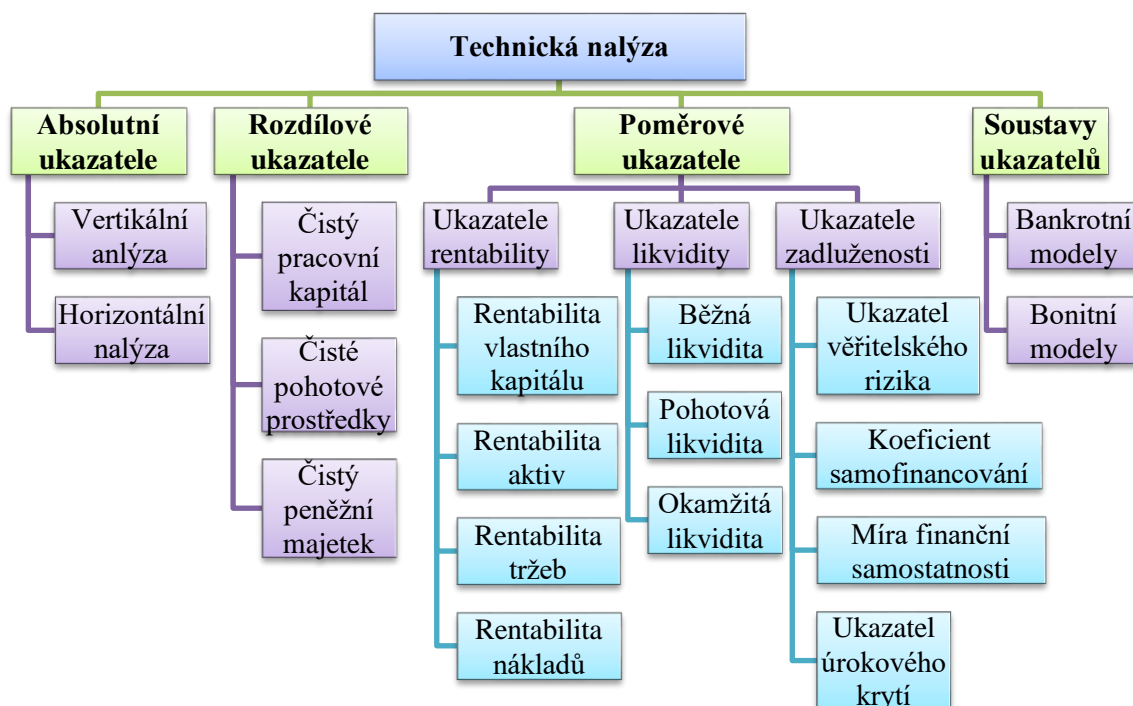 Technická nalýza
Absolutní
ukazatele
Vertikální
anlýza
Horizontální
nalýza
Rozdílové
ukazatele
Čistý
pracovní
kapitál
Čisté
pohotové
prostředky
Čistý
peněžní
majetek
Poměrové
ukazatele
Ukazatele
rentability
Rentabilita
vlastního
kapitálu
Rentabilita
aktiv
Rentabilita
tržeb
Rentabilita
nákladů
Ukazatele
likvidity
Běžná
likvidita
Pohotová
likvidita
Okamžitá
likvidita
Ukazatele
zadluženosti
Ukazatel
věřitelského
rizika
Koeficient
samofinancování
Míra finanční
samostatnosti
Ukazatel
úrokového
krytí
Soustavy
ukazatelů
Bankrotní
modely
Bonitní
modely